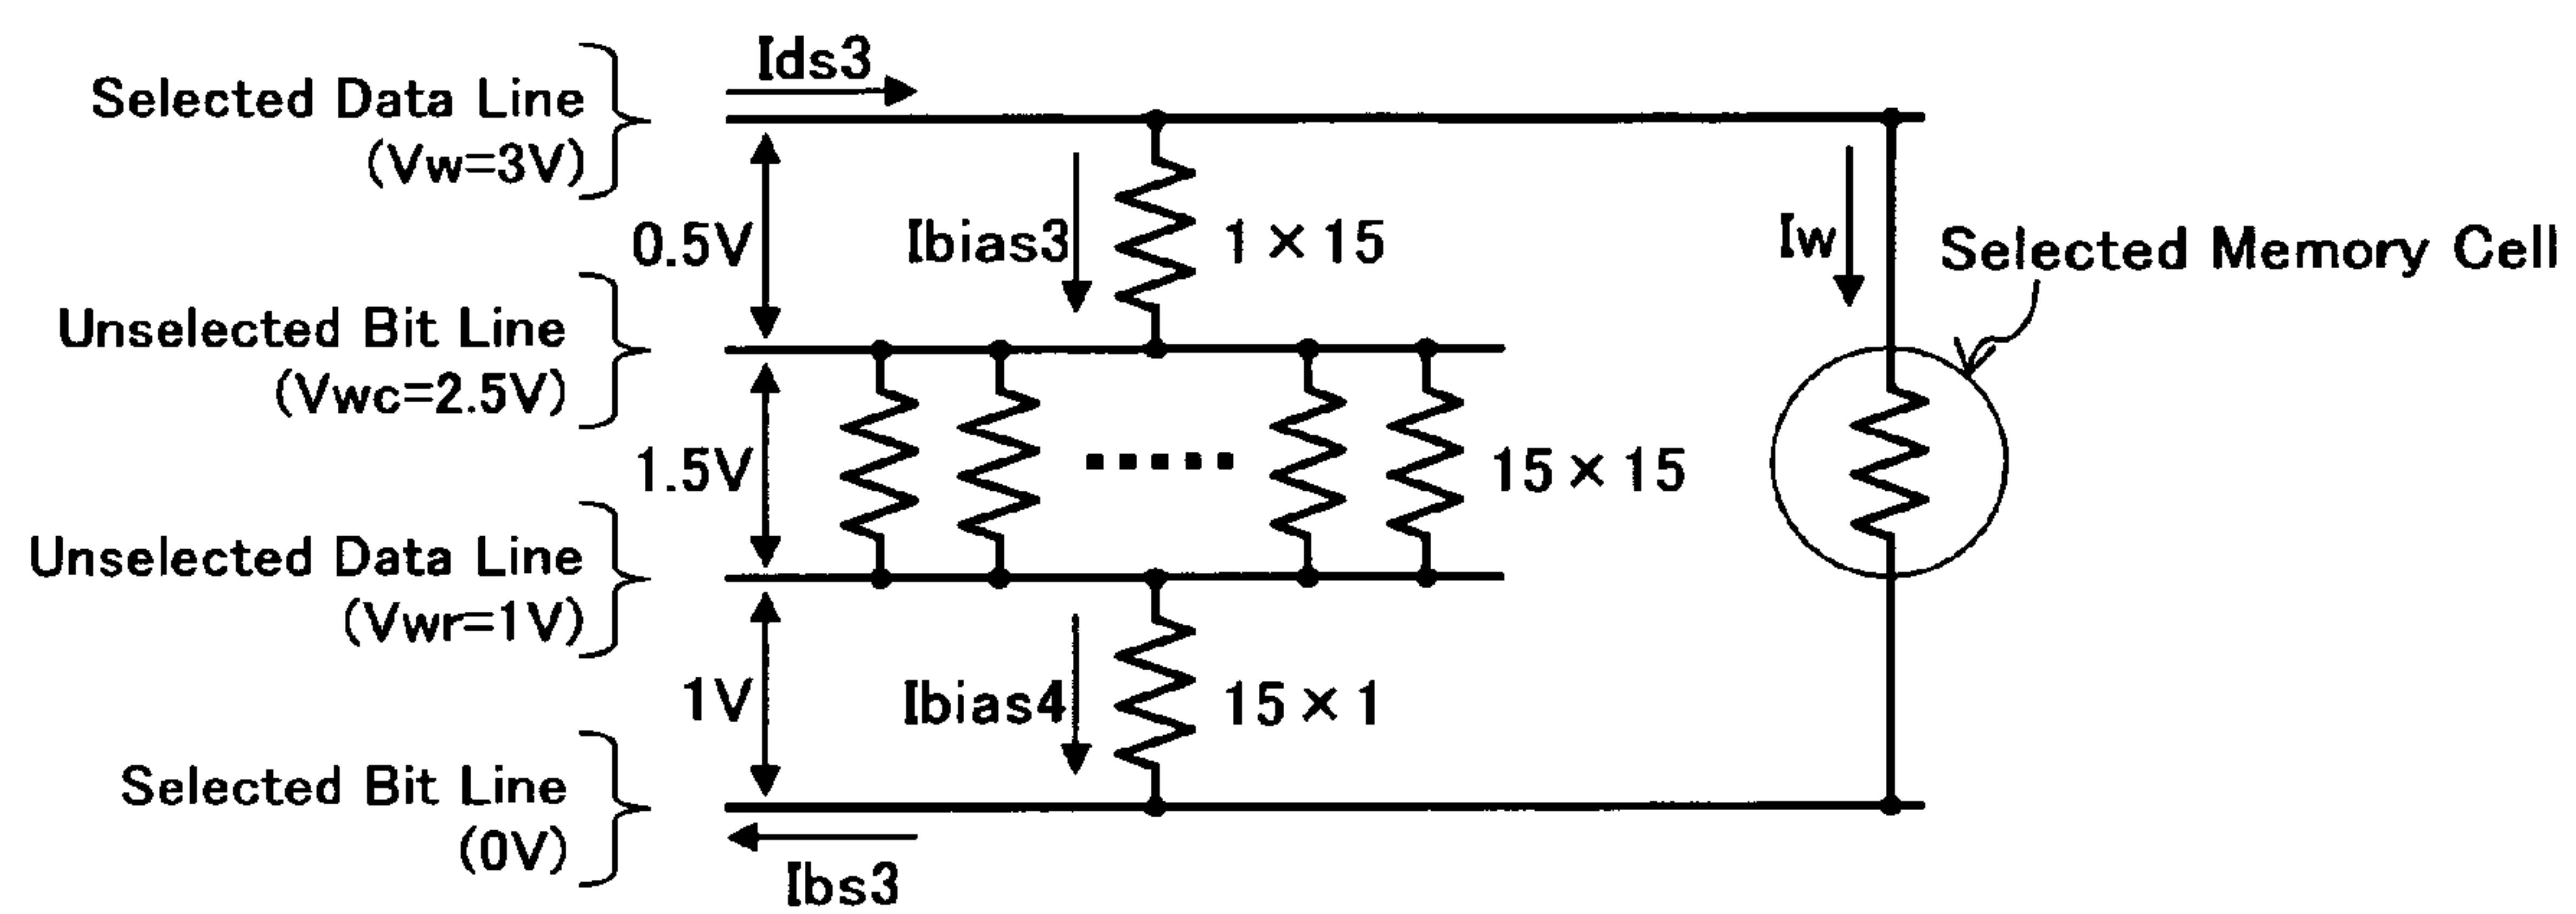 Ids3
Selected Data Line
(Vw=3V)
0.5V
Ibias3
1×15
Iw
Selected Memory Cell
Unselected Bit Line
(Vwc=2.5V)
1.5V
15×15
Unselected Data Line
(Vwr=1V)
1V
Ibias4
15×1
Selected Bit Line
(0V)
Ibs3